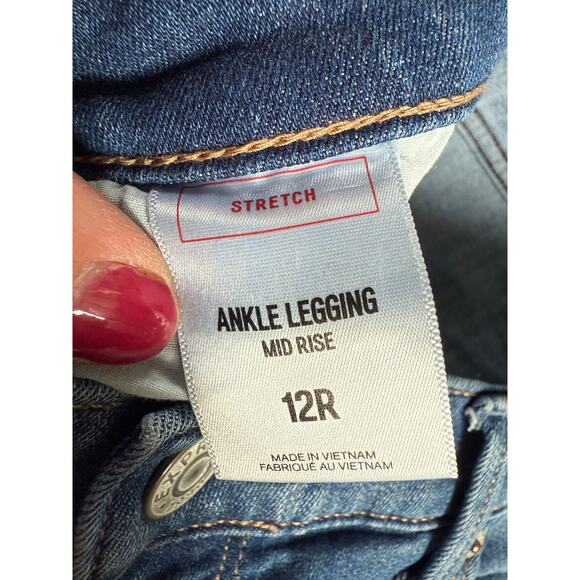 STRETCH
ANKLE LEGGING
MID RISE
12R
MADE IN VIETNAM
FABRIQUÉ AU VIETNAM